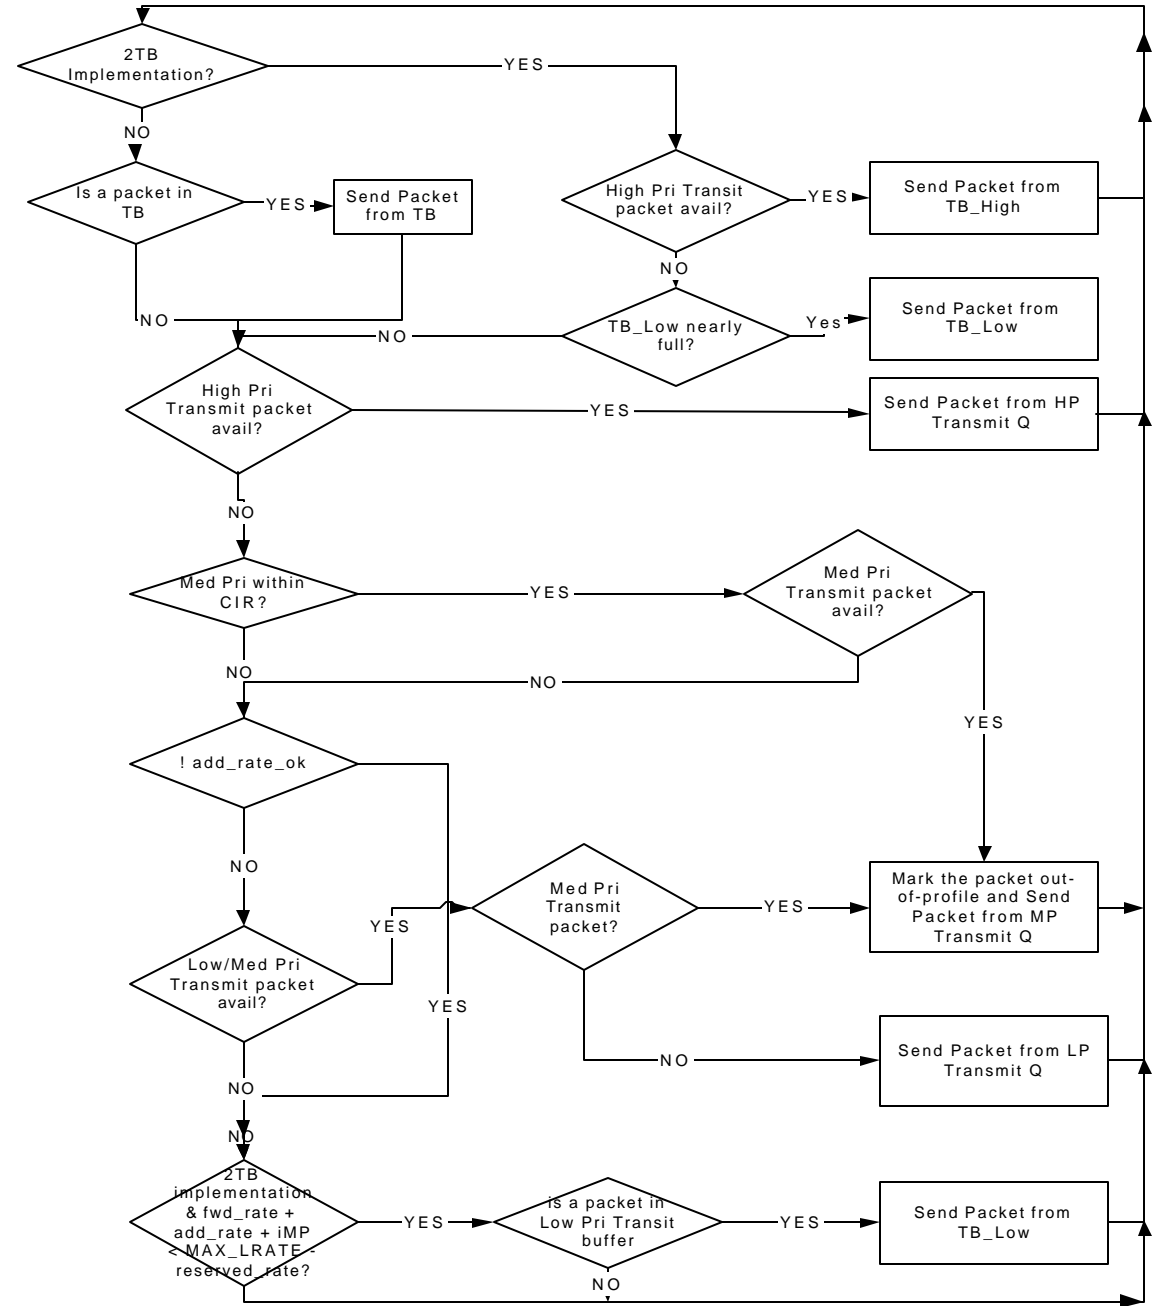 2TB
Implementation?
YES
NO
Is a packet in
TB
YES
Send Packet
from TB
High Pri Transit
packet avail?
YES
Send Packet from
TB_High
NO
NO
TB_Low nearly
full?
Yes
Send Packet from
TB_Low
NO
High Pri
Transmit packet
avail?
YES
Send Packet from HP
Transmit Q
NO
Med Pri within
CIR?
YES
Med Pri
Transmit packet
avail?
NO
NO
YES
! add_rate_ok
NO
Med Pri
Transmit
packet?
YES
Mark the packet out-
of-profile and Send
Packet from MP
Transmit Q
YES
Low/Med Pri
Transmit packet
avail?
YES
NO
Send Packet from LP
Transmit Q
NO
NO
2TB
implementation
& fwd_rate +
add_rate + iMP
< MAX_LRATE -
reserved_rate?
YES
is a packet in
Low Pri Transit
buffer
YES
Send Packet from
TB_Low
NO